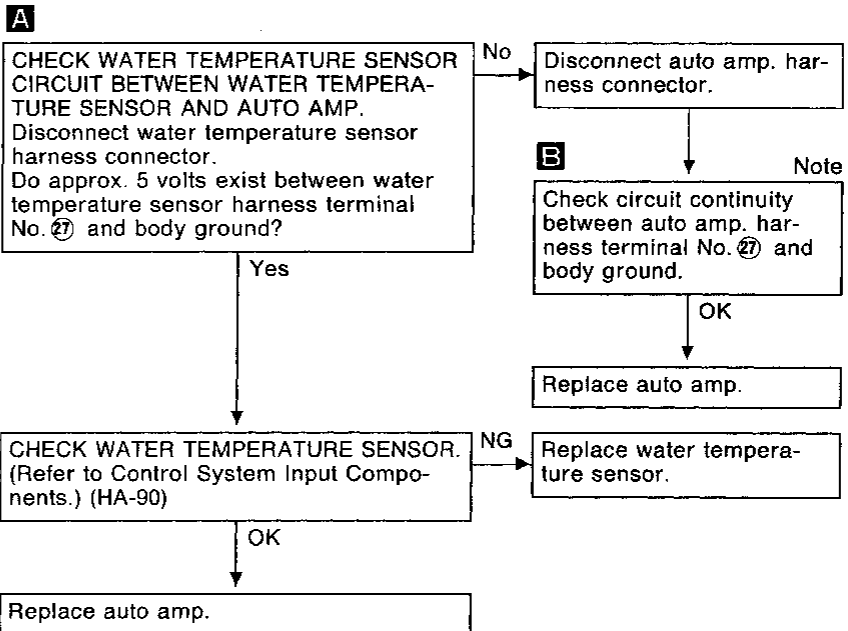 A
CHECK WATER TEMPERATURE SENSOR
CIRCUIT BETWEEN WATER TEMPERA-
TURE SENSOR AND AUTO AMP.
Disconnect water temperature sensor
harness connector.
Do approx. 5 volts exist between water
temperature sensor harness terminal
No. ㉗ and body ground?
No
Disconnect auto amp. har-
ness connector.
B
Note
Check circuit continuity
between auto amp. har-
ness terminal No. ㉗ and
body ground.
OK
Replace auto amp.
Yes
CHECK WATER TEMPERATURE SENSOR.
(Refer to Control System Input Compo-
nents.) (HA-90)
NG
Replace water tempera-
ture sensor.
OK
Replace auto amp.